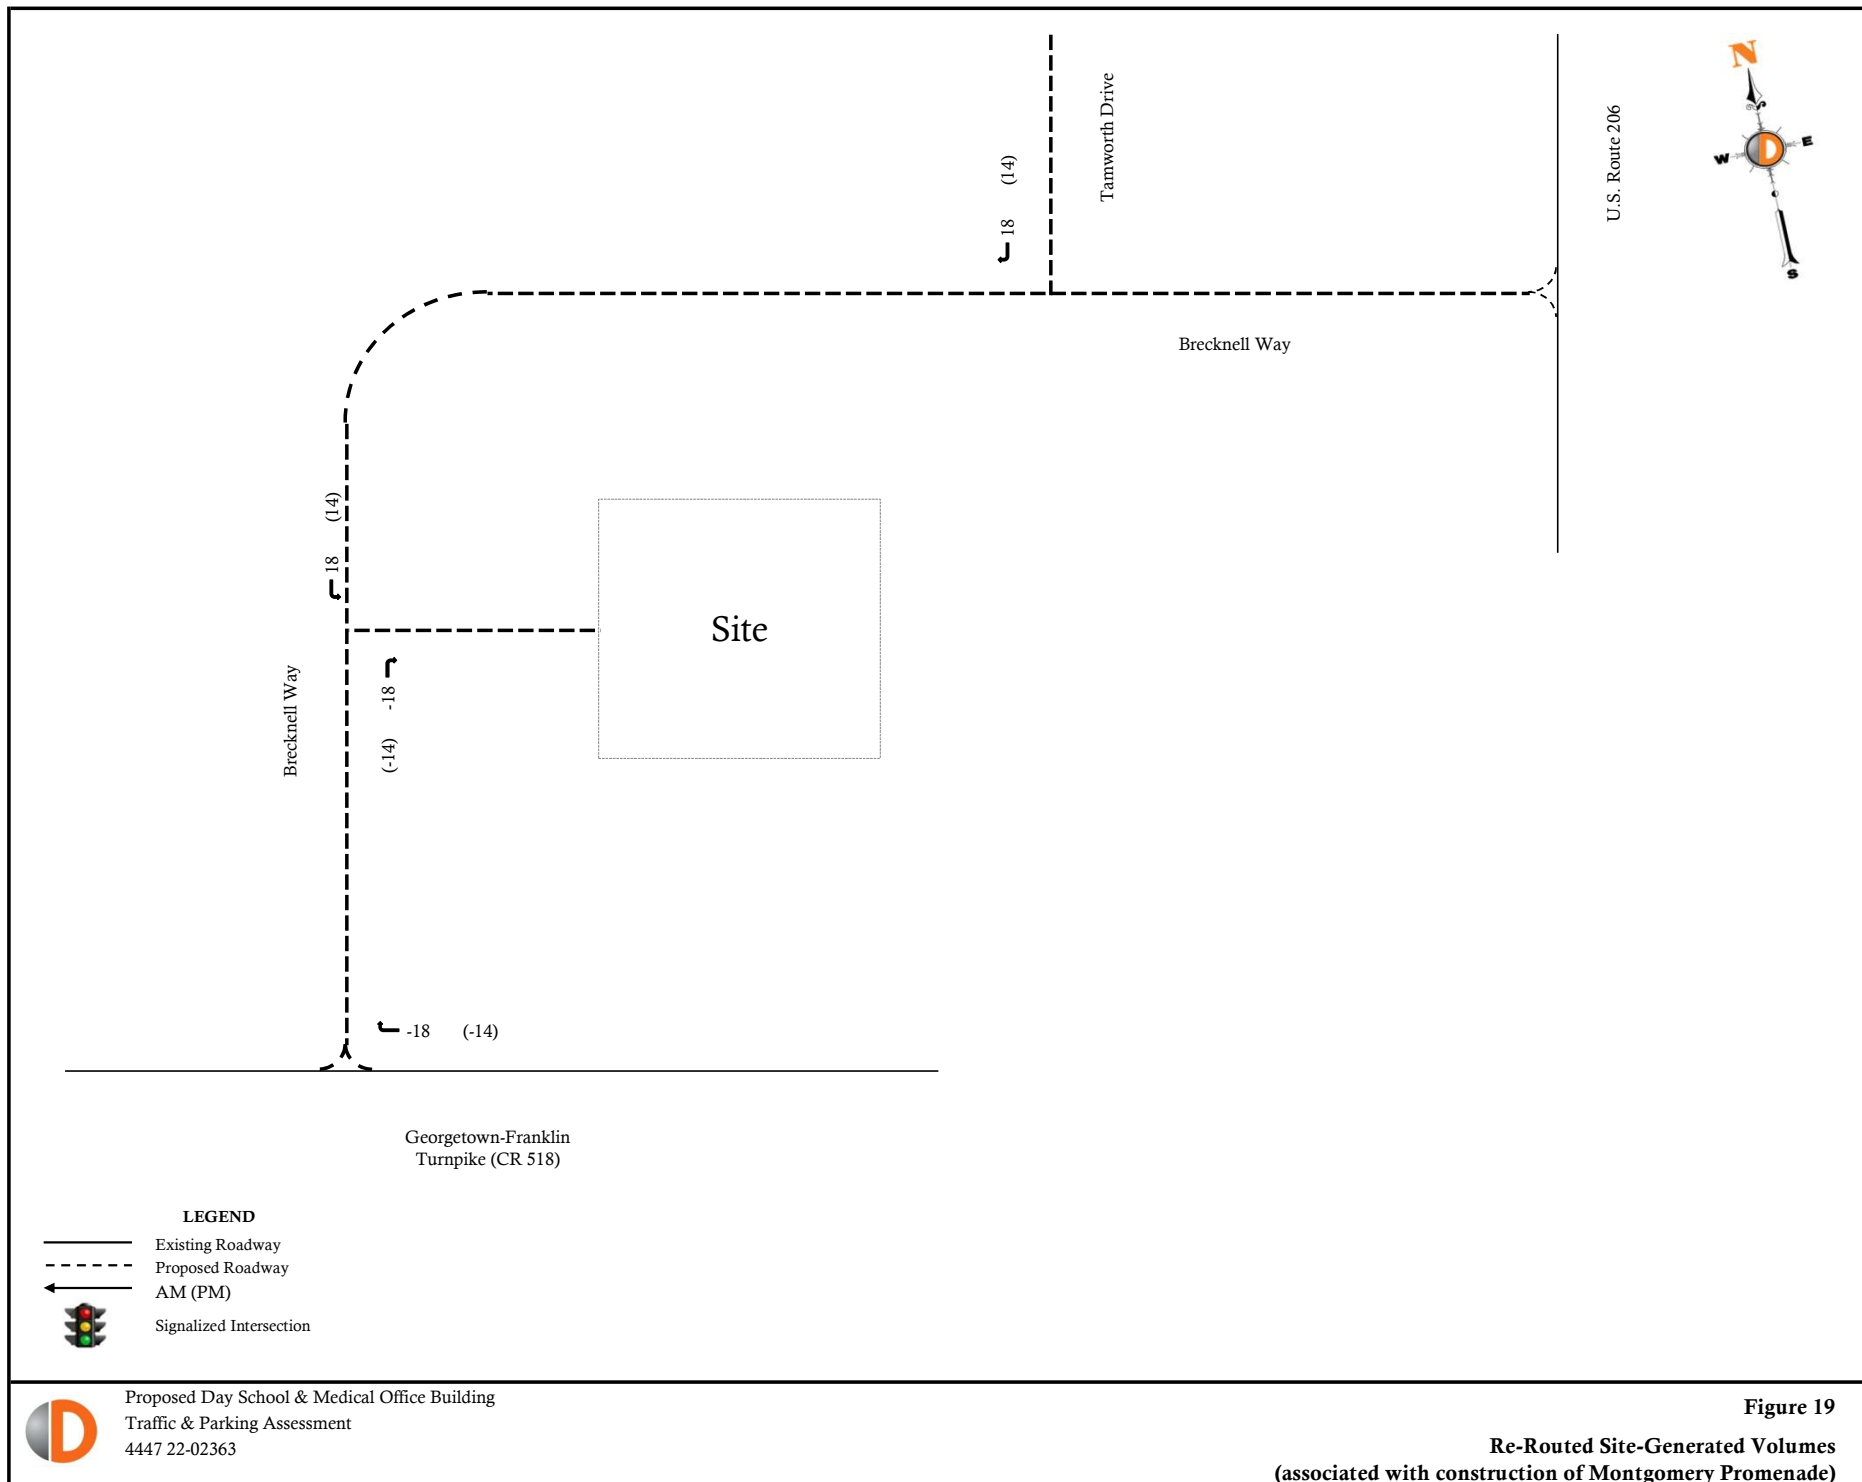 N
W
E
S
Tamworth Drive
U.S. Route 206
18 (14)
Brecknell Way
18 (14)
Site
Brecknell Way
(-14) -18
-18 (-14)
Georgetown-Franklin
Turnpike (CR 518)
LEGEND
Existing Roadway
Proposed Roadway
AM (PM)
Signalized Intersection
Proposed Day School & Medical Office Building
Traffic & Parking Assessment
4447 22-02363
Figure 19
Re-Routed Site-Generated Volumes
(associated with construction of Montgomery Promenade)